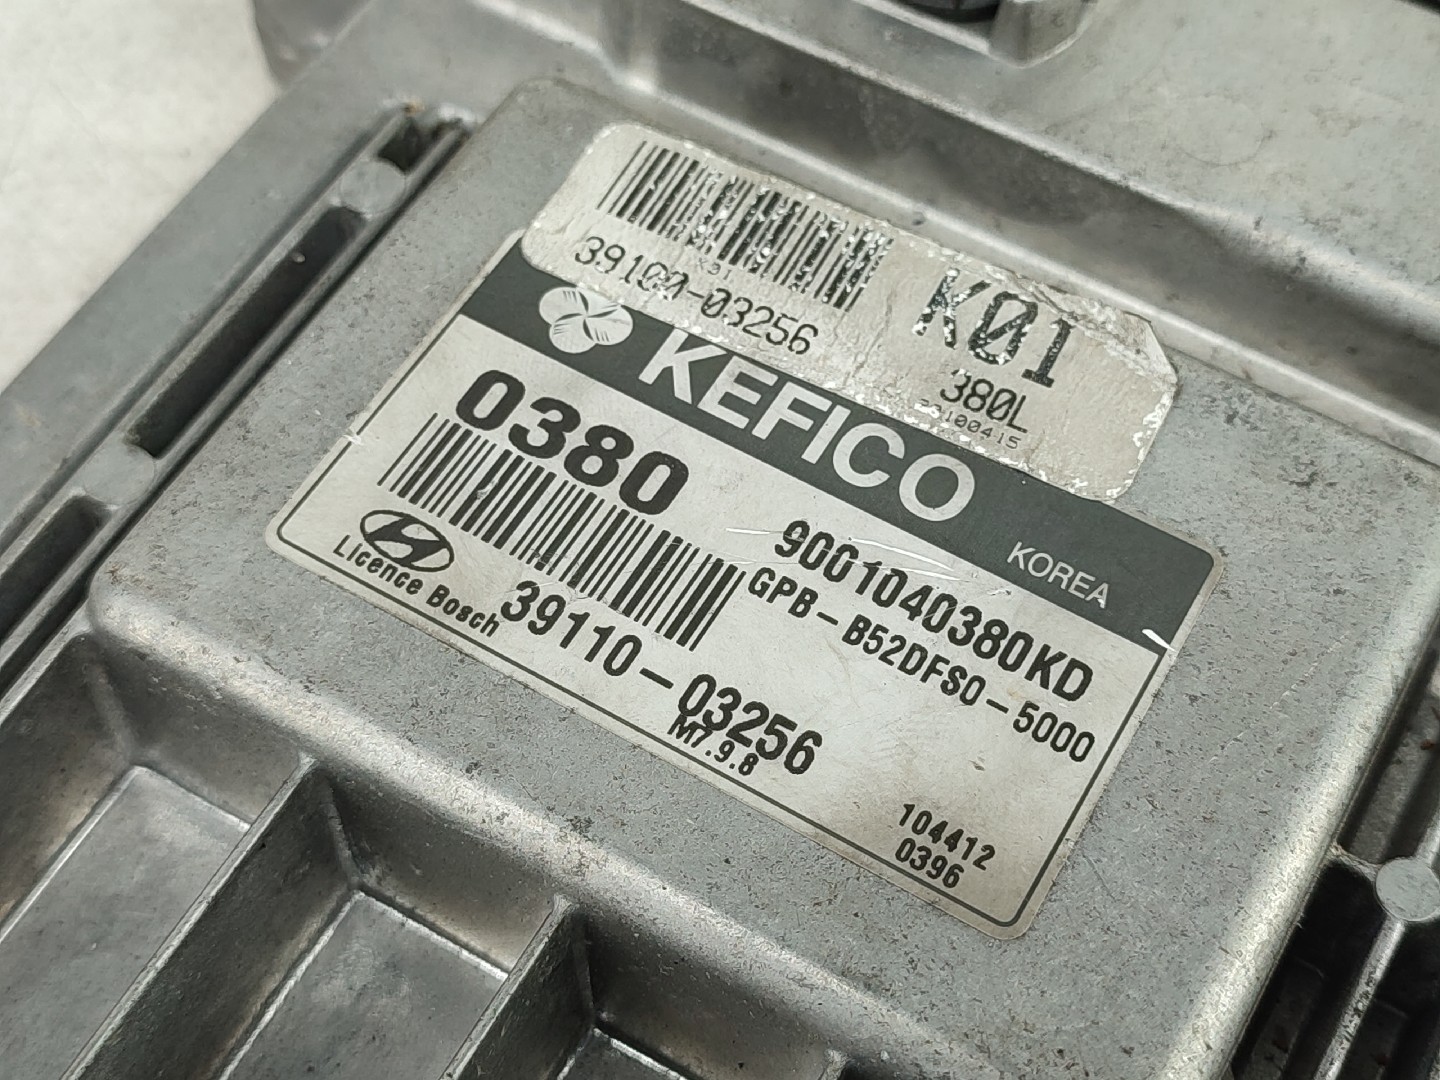 39100-03256
K01
380L
20100415
KEFICO
KOREA
0380
9001040380KD
GPB-B52DFS0-5000
Licence Bosch
39110-03256
M7.9.8
104412
0396